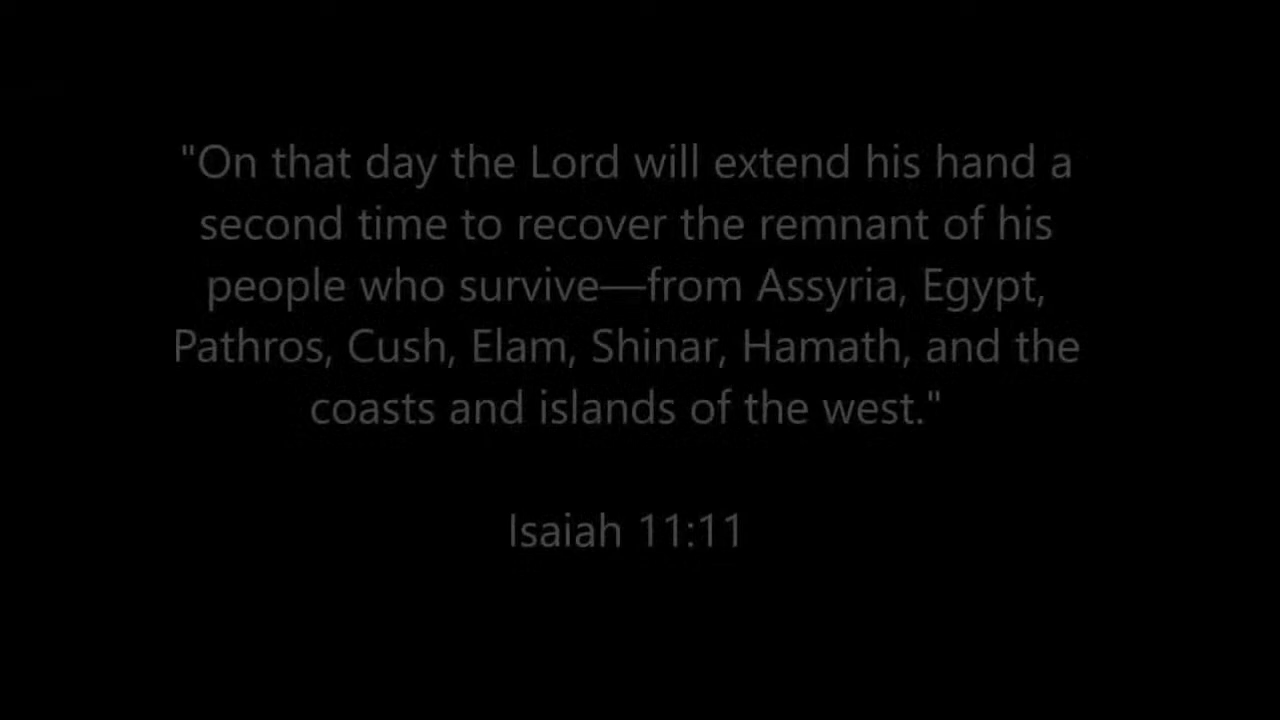 "On that day the Lord will extend his hand a
second time to recover the remnant of his
people who survive—from Assyria, Egypt,
Pathros, Cush, Elam, Shinar, Hamath, and the
coasts and islands of the west."
Isaiah 11:11